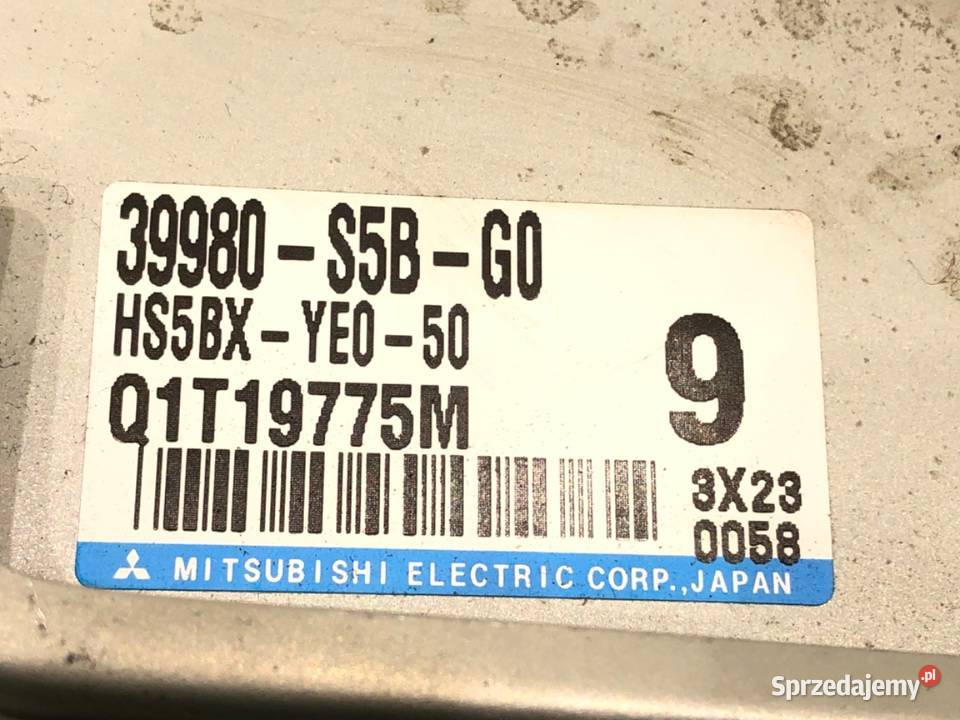 39980-S5B-G0
HS5BX-YE0-50
Q1T19775M
9
3X23
0058
MITSUBISHI ELECTRIC CORP., JAPAN
Sprzedajemy.pl